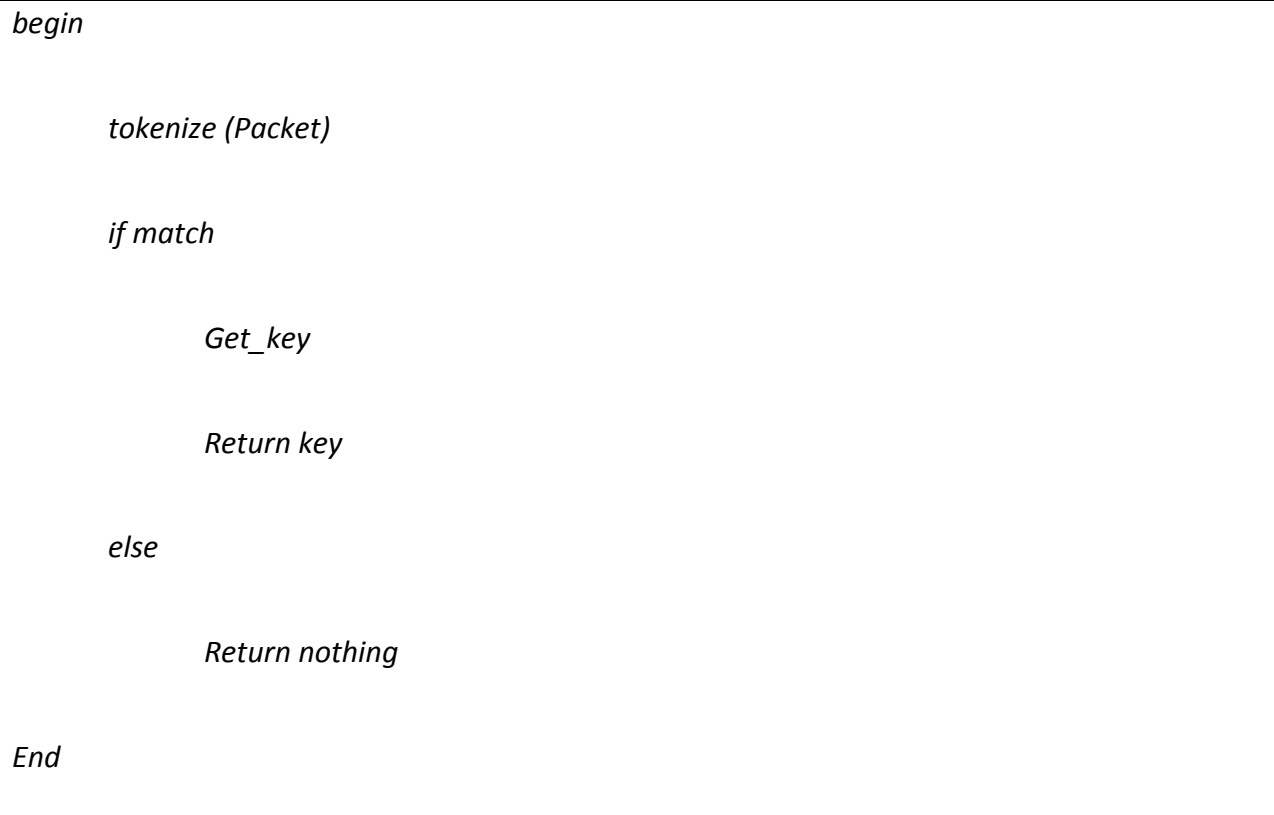 begin
tokenize (Packet)
if match
Get_key
Return key
else
Return nothing
End